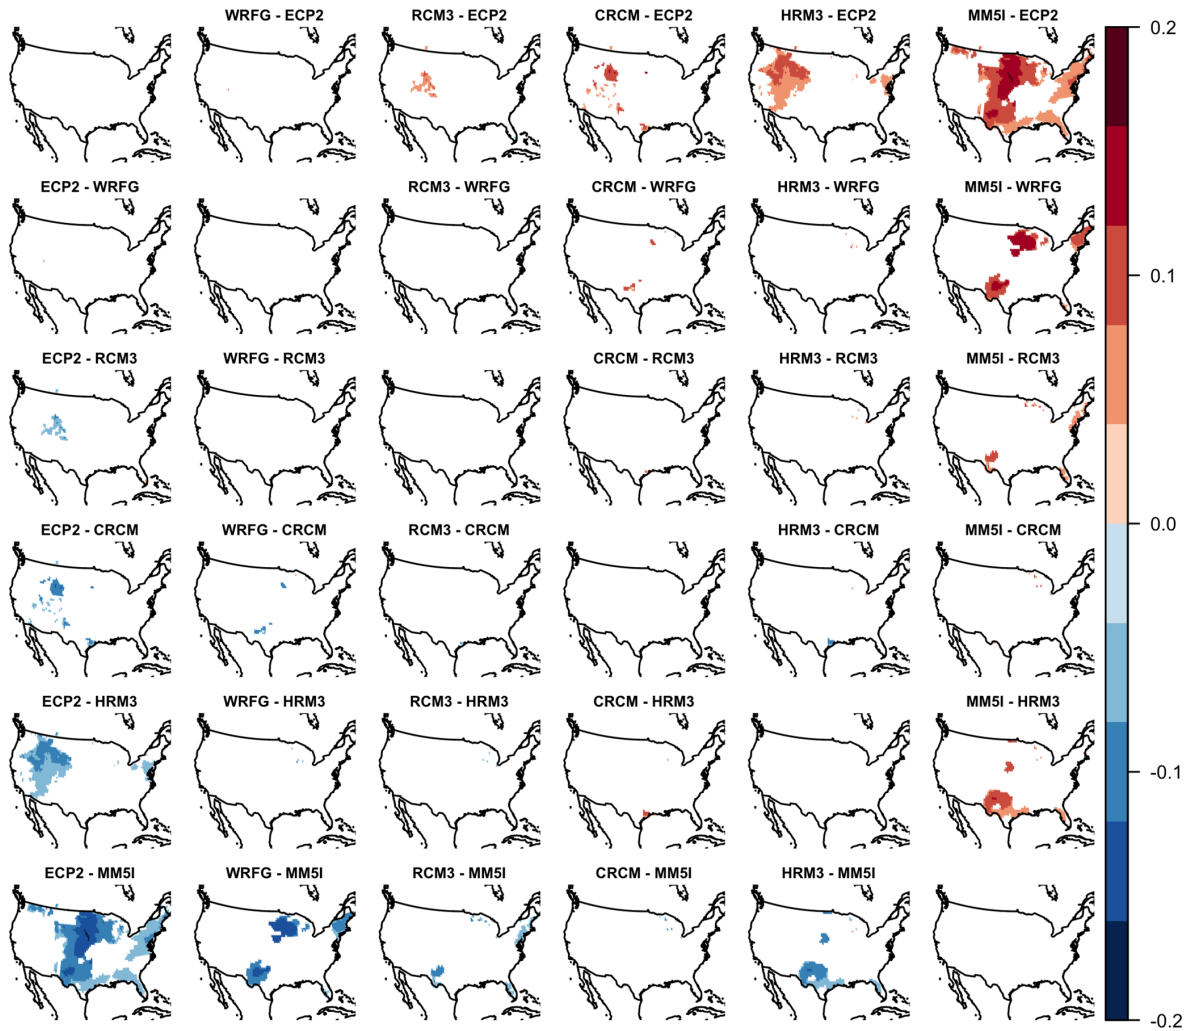 WRFG - ECP2 RCM3 - ECP2 CRCM - ECP2 HRM3 - ECP2 MM5I - ECP2
ECP2 - WRFG RCM3 - WRFG CRCM - WRFG HRM3 - WRFG MM5I - WRFG
ECP2 - RCM3 WRFG - RCM3 CRCM - RCM3 HRM3 - RCM3 MM5I - RCM3
ECP2 - CRCM WRFG - CRCM RCM3 - CRCM HRM3 - CRCM MM5I - CRCM
ECP2 - HRM3 WRFG - HRM3 RCM3 - HRM3 CRCM - HRM3 MM5I - HRM3
ECP2 - MM5I WRFG - MM5I RCM3 - MM5I CRCM - MM5I HRM3 - MM5I
0.2
0.1
0.0
-0.1
-0.2